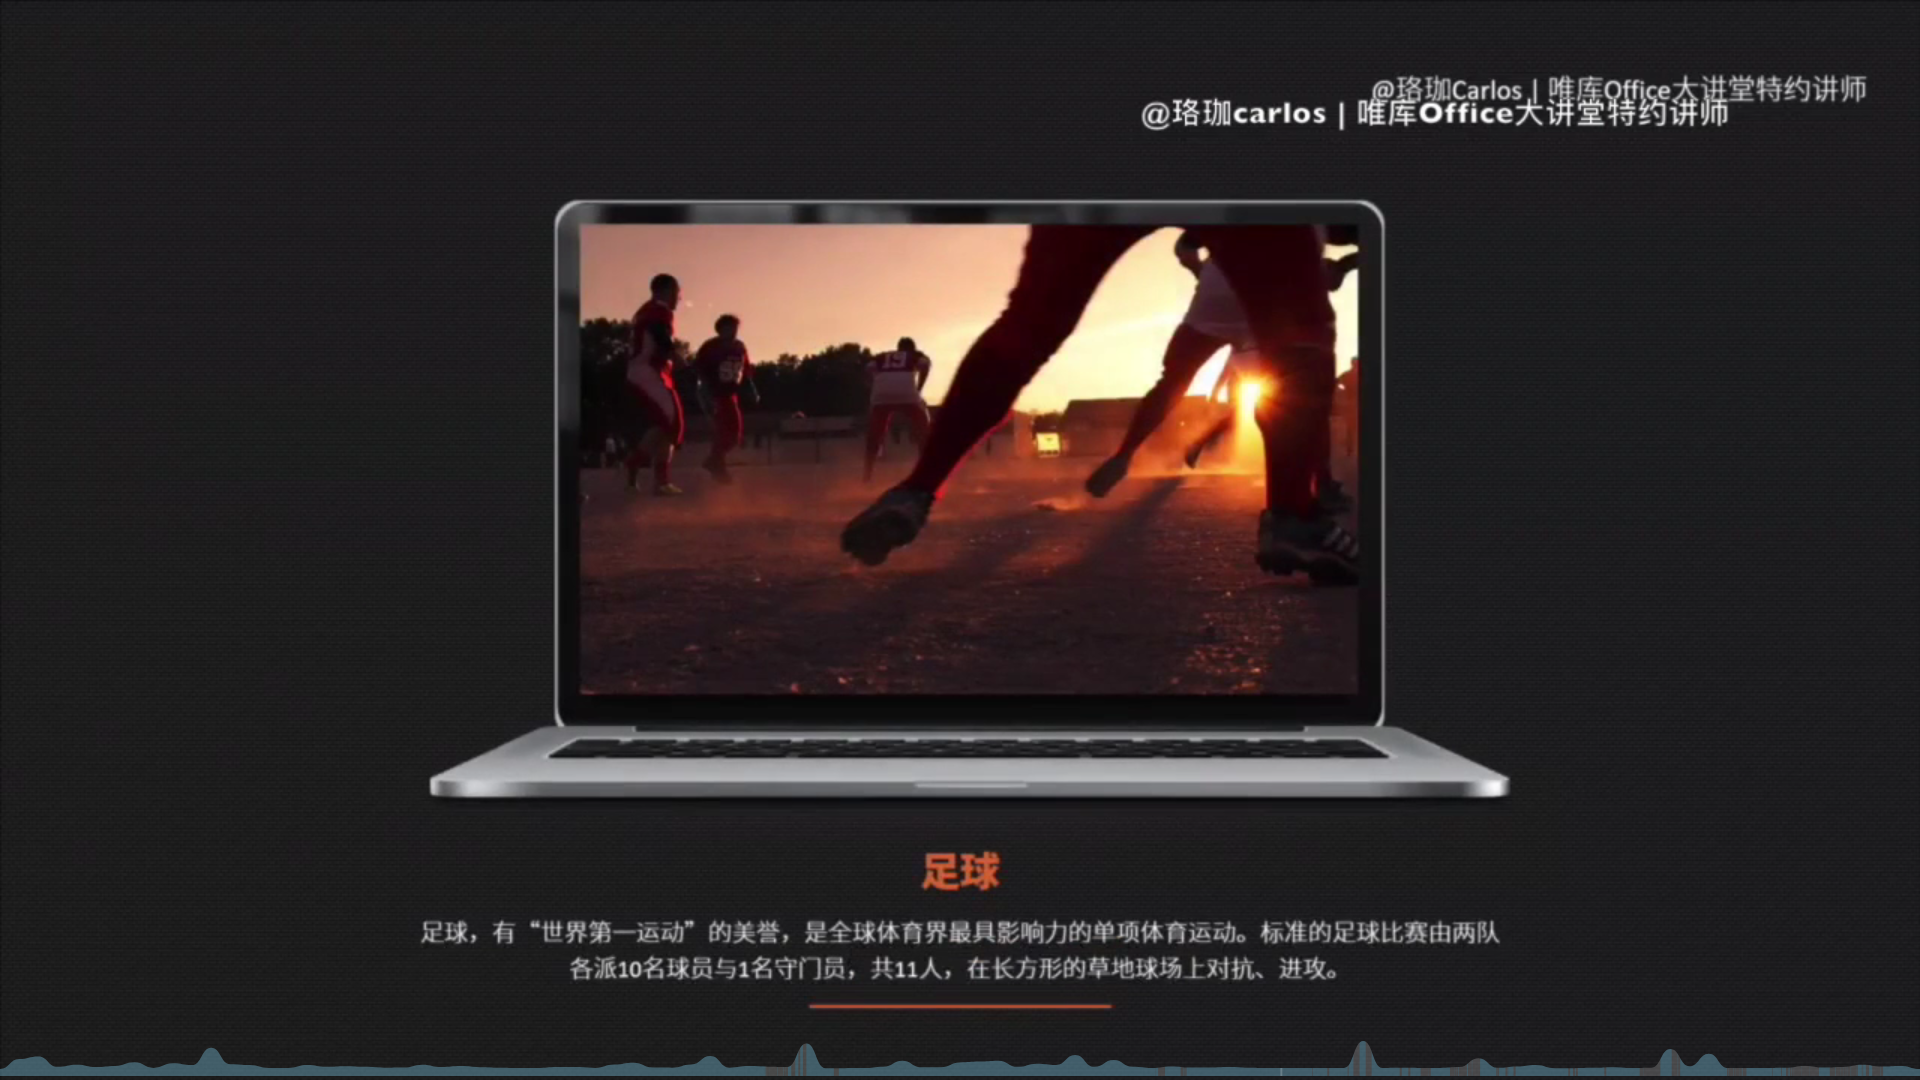 @珞珈Carlos | 唯库Office大讲堂特约讲师
@珞珈carlos | 唯库Office大讲堂特约讲师
19
足球
足球，有“世界第一运动”的美誉，是全球体育界最具影响力的单项体育运动。标准的足球比赛由两队
各派10名球员与1名守门员，共11人，在长方形的草地球场上对抗、进攻。